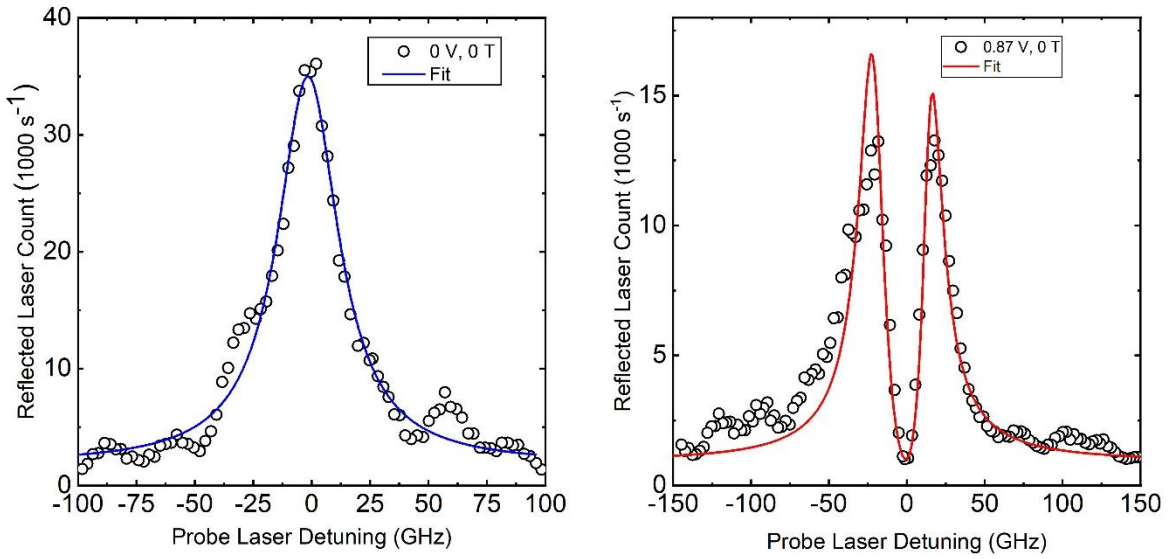 40
30
20
10
0
Reflected Laser Count (1000 s⁻¹)
0 V, 0 T
Fit
-100 -75 -50 -25 0 25 50 75 100
Probe Laser Detuning (GHz)
15
10
5
0
Reflected Laser Count (1000 s⁻¹)
0.87 V, 0 T
Fit
-150 -100 -50 0 50 100 150
Probe Laser Detuning (GHz)